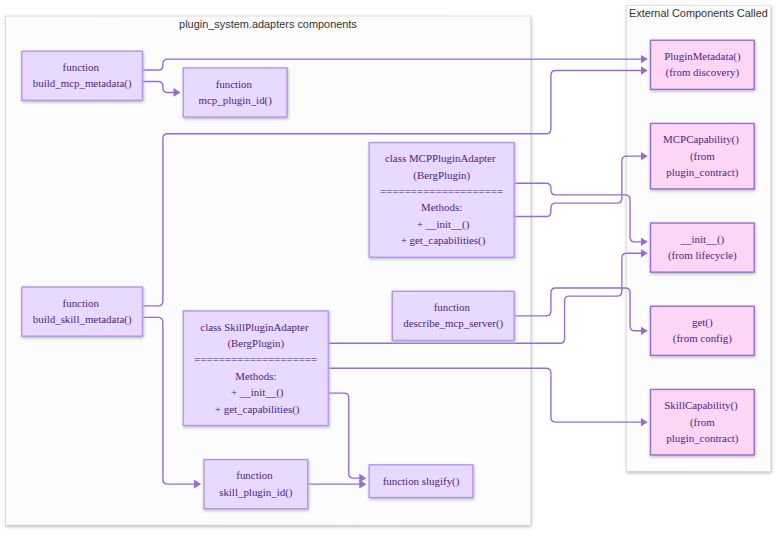 plugin_system.adapters components
External Components Called
function
build_mcp_metadata()
function
mcp_plugin_id()
class MCPPluginAdapter
(BergPlugin)
====================
Methods:
+ __init__()
+ get_capabilities()
function
build_skill_metadata()
class SkillPluginAdapter
(BergPlugin)
====================
Methods:
+ __init__()
+ get_capabilities()
function
describe_mcp_server()
function
skill_plugin_id()
function slugify()
PluginMetadata()
(from discovery)
MCPCapability()
(from
plugin_contract)
__init__()
(from lifecycle)
get()
(from config)
SkillCapability()
(from
plugin_contract)